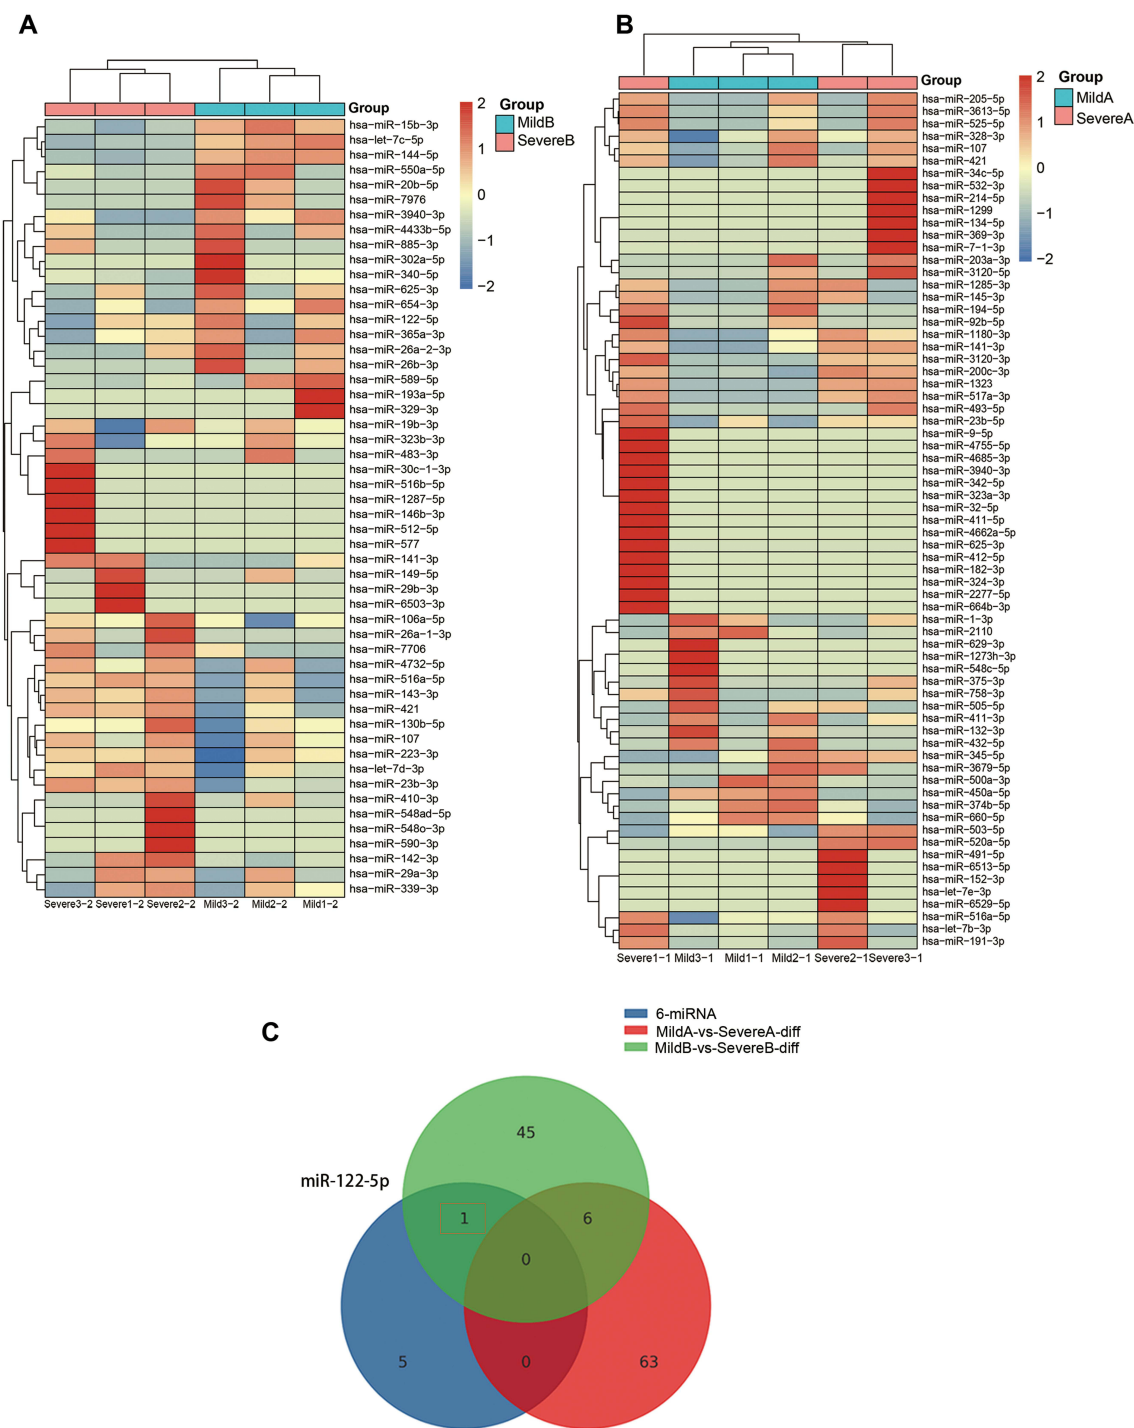 A
Group
hsa-miR-15b-3p
hsa-let-7c-5p
hsa-miR-144-5p
hsa-miR-550a-5p
hsa-miR-20b-5p
hsa-miR-7976
hsa-miR-3940-3p
hsa-miR-4433b-5p
hsa-miR-885-3p
hsa-miR-302a-5p
hsa-miR-340-5p
hsa-miR-625-3p
hsa-miR-654-3p
hsa-miR-122-5p
hsa-miR-365a-3p
hsa-miR-26a-2-3p
hsa-miR-26b-3p
hsa-miR-589-5p
hsa-miR-193a-5p
hsa-miR-329-3p
hsa-miR-19b-3p
hsa-miR-323b-3p
hsa-miR-483-3p
hsa-miR-30c-1-3p
hsa-miR-516b-5p
hsa-miR-1287-5p
hsa-miR-146b-3p
hsa-miR-512-5p
hsa-miR-577
hsa-miR-141-3p
hsa-miR-149-5p
hsa-miR-29b-3p
hsa-miR-6503-3p
hsa-miR-106a-5p
hsa-miR-26a-1-3p
hsa-miR-7706
hsa-miR-4732-5p
hsa-miR-516a-5p
hsa-miR-143-3p
hsa-miR-421
hsa-miR-130b-5p
hsa-miR-107
hsa-miR-223-3p
hsa-let-7d-3p
hsa-miR-23b-3p
hsa-miR-410-3p
hsa-miR-548ad-5p
hsa-miR-548o-3p
hsa-miR-590-3p
hsa-miR-142-3p
hsa-miR-29a-3p
hsa-miR-339-3p
Severe3-2 Severe1-2 Severe2-2 Mild3-2 Mild2-2 Mild1-2
2
1
0
-1
-2
Group
MildB
SevereB
B
Group
hsa-miR-205-5p
hsa-miR-3613-5p
hsa-miR-525-5p
hsa-miR-328-3p
hsa-miR-107
hsa-miR-421
hsa-miR-34c-5p
hsa-miR-532-3p
hsa-miR-214-5p
hsa-miR-1299
hsa-miR-134-5p
hsa-miR-369-3p
hsa-miR-7-1-3p
hsa-miR-203a-3p
hsa-miR-3120-5p
hsa-miR-1285-3p
hsa-miR-145-3p
hsa-miR-194-5p
hsa-miR-92b-5p
hsa-miR-1180-3p
hsa-miR-141-3p
hsa-miR-3120-3p
hsa-miR-200c-3p
hsa-miR-1323
hsa-miR-517a-3p
hsa-miR-493-5p
hsa-miR-23b-5p
hsa-miR-9-5p
hsa-miR-4755-5p
hsa-miR-4685-3p
hsa-miR-3940-3p
hsa-miR-342-5p
hsa-miR-323a-3p
hsa-miR-32-5p
hsa-miR-411-5p
hsa-miR-4662a-5p
hsa-miR-625-3p
hsa-miR-412-5p
hsa-miR-182-3p
hsa-miR-324-3p
hsa-miR-2277-5p
hsa-miR-664b-3p
hsa-miR-1-3p
hsa-miR-2110
hsa-miR-629-3p
hsa-miR-1273h-3p
hsa-miR-548c-5p
hsa-miR-375-3p
hsa-miR-758-3p
hsa-miR-505-5p
hsa-miR-411-3p
hsa-miR-132-3p
hsa-miR-432-5p
hsa-miR-345-5p
hsa-miR-3679-5p
hsa-miR-500a-3p
hsa-miR-450a-5p
hsa-miR-374b-5p
hsa-miR-660-5p
hsa-miR-503-5p
hsa-miR-520a-5p
hsa-miR-491-5p
hsa-miR-6513-5p
hsa-miR-152-3p
hsa-let-7e-3p
hsa-miR-6529-5p
hsa-miR-516a-5p
hsa-let-7b-3p
hsa-miR-191-3p
Severe1-1 Mild3-1 Mild1-1 Mild2-1 Severe2-1 Severe3-1
2
1
0
-1
-2
Group
MildA
SevereA
C
6-miRNA
MildA-vs-SevereA-diff
MildB-vs-SevereB-diff
45
miR-122-5p
1
6
0
5
0
63